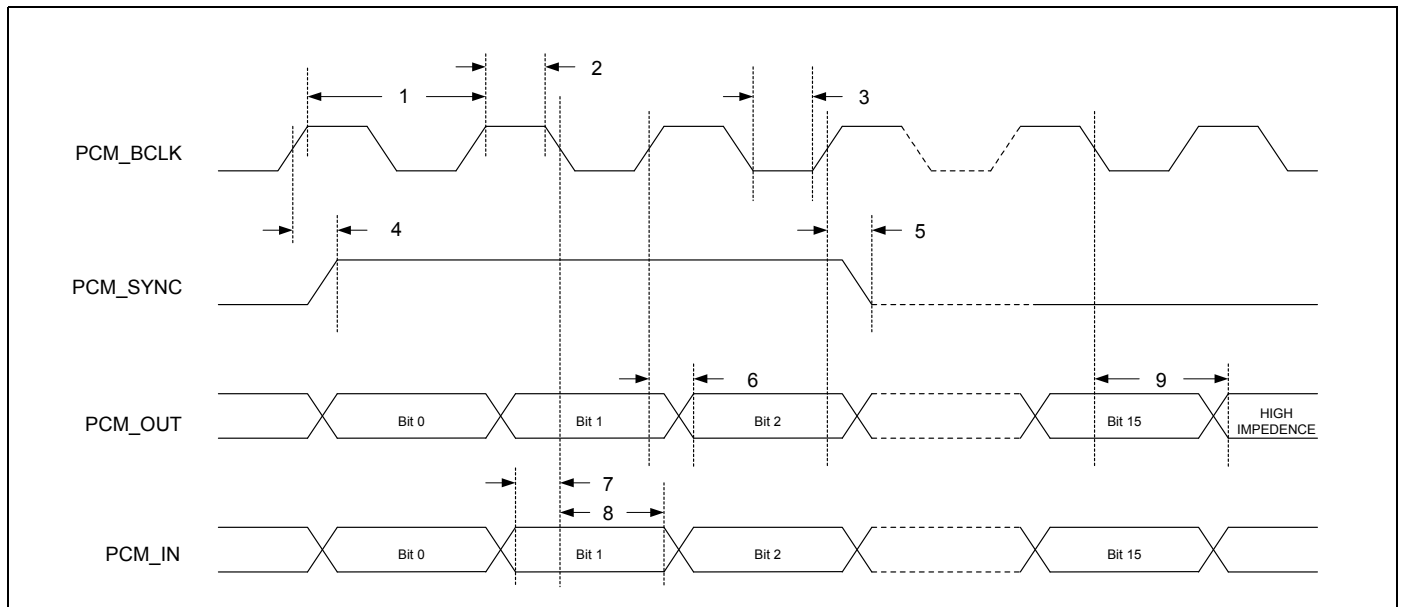 2
1
3
PCM_BCLK
4
5
PCM_SYNC
6
9
PCM_OUT
Bit 0
Bit 1
Bit 2
Bit 15
HIGH
IMPEDENCE
7
8
PCM_IN
Bit 0
Bit 1
Bit 2
Bit 15